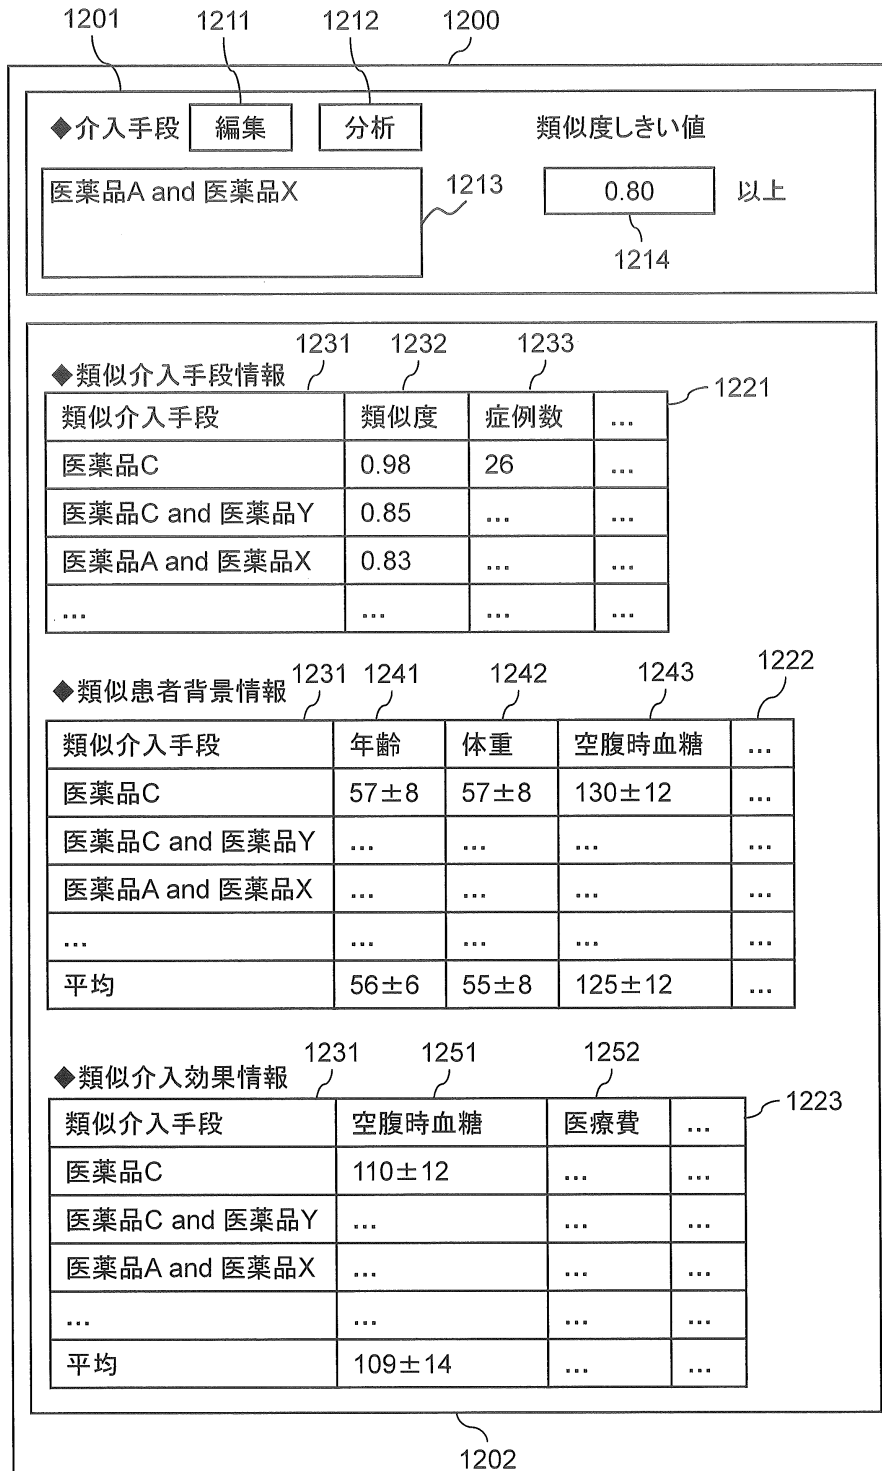 1201 1211 1212 1200
◆介入手段 編集 分析 類似度しきい値
医薬品A and 医薬品X 1213 0.80 以上
1214
◆類似介入手段情報 1231 1232 1233
1221
類似介入手段 類似度 症例数 ...
医薬品C 0.98 26 ...
医薬品C and 医薬品Y 0.85 ... ...
医薬品A and 医薬品X 0.83 ... ...
... ... ... ...
◆類似患者背景情報 1231 1241 1242 1243 1222
類似介入手段 年齢 体重 空腹時血糖 ...
医薬品C 57±8 57±8 130±12 ...
医薬品C and 医薬品Y ... ... ... ...
医薬品A and 医薬品X ... ... ... ...
... ... ... ... ...
平均 56±6 55±8 125±12 ...
◆類似介入効果情報 1231 1251 1252
1223
類似介入手段 空腹時血糖 医療費 ...
医薬品C 110±12 ... ...
医薬品C and 医薬品Y ... ... ...
医薬品A and 医薬品X ... ... ...
... ... ... ...
平均 109±14 ... ...
1202